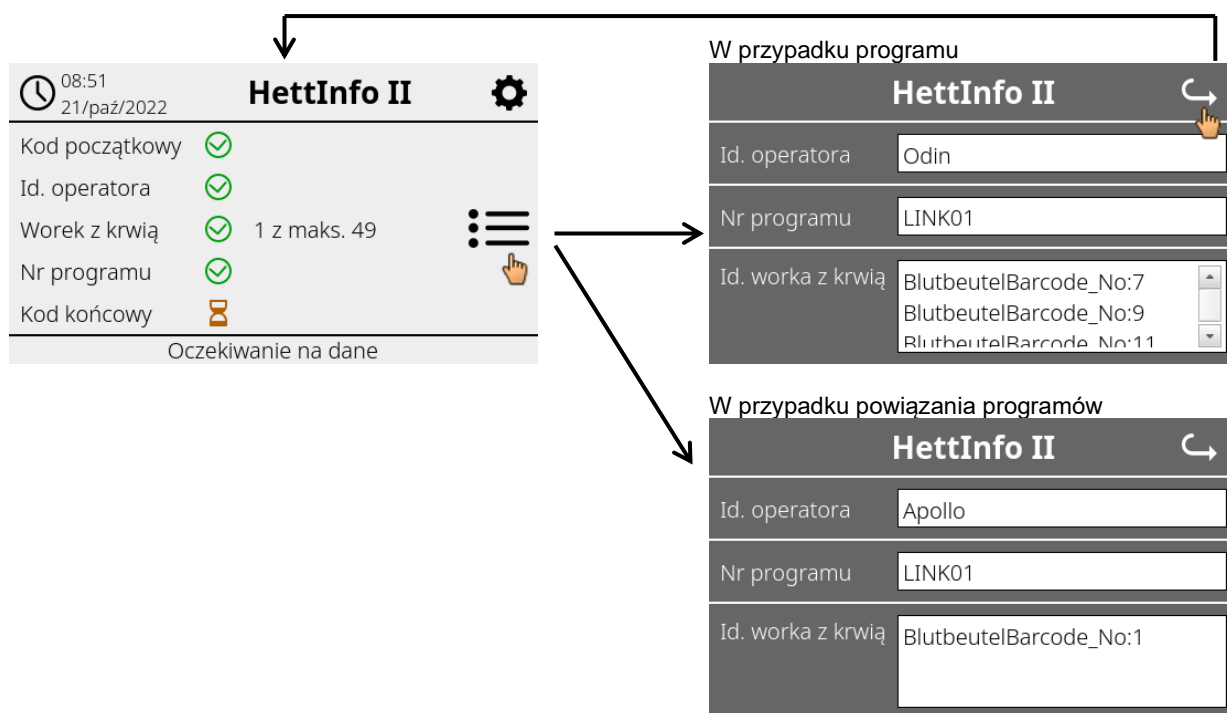 08:51
21/paź/2022
HettInfo II
Kod początkowy
Id. operatora
Worek z krwią 1 z maks. 49
Nr programu
Kod końcowy
Oczekiwanie na dane
W przypadku programu
HettInfo II
Id. operatora Odin
Nr programu LINK01
Id. worka z krwią BlutbeutelBarcode_No:7
BlutbeutelBarcode_No:9
BlutbeutelBarcode_No:11
W przypadku powiązania programów
HettInfo II
Id. operatora Apollo
Nr programu LINK01
Id. worka z krwią BlutbeutelBarcode_No:1